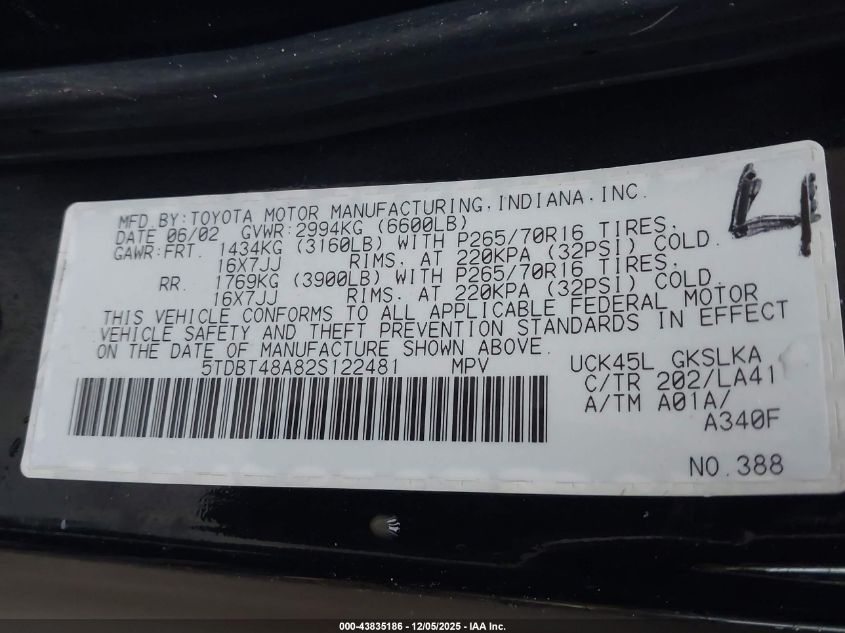 MFD BY: TOYOTA MOTOR MANUFACTURING, INDIANA, INC.
DATE 06/02 GVWR: 2994KG (6600LB)
GAWR: FRT. 1434KG (3160LB) WITH P265/70R16 TIRES.
16X7JJ RIMS. AT 220KPA (32PSI) COLD.
RR. 1769KG (3900LB) WITH P265/70R16 TIRES.
16X7JJ RIMS. AT 220KPA (32PSI) COLD.
THIS VEHICLE CONFORMS TO ALL APPLICABLE FEDERAL MOTOR
VEHICLE SAFETY AND THEFT PREVENTION STANDARDS IN EFFECT
ON THE DATE OF MANUFACTURE SHOWN ABOVE.
5TDBT48A82S122481 MPV
UCK45L GKSLKA
C/TR 202/LA41
A/TM A01A/
A340F
NO.388
4
000-43835186 - 12/05/2025 - IAA Inc.